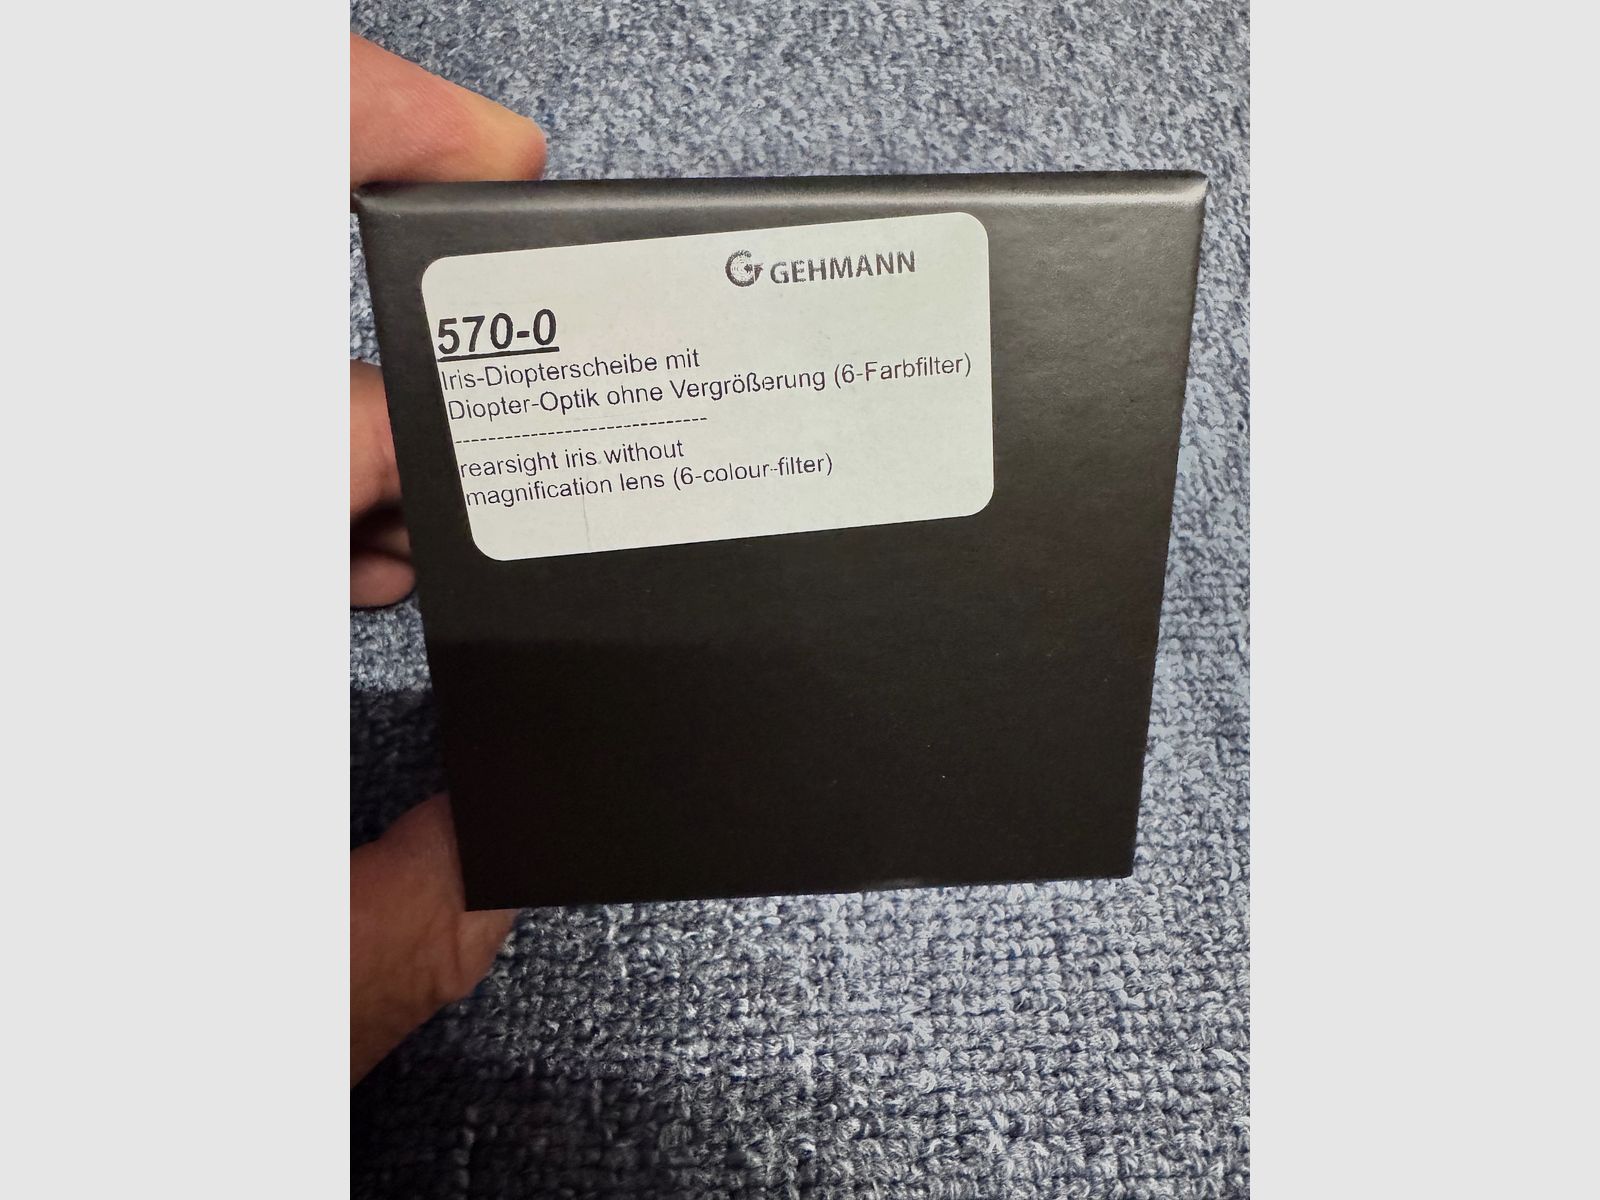 GEHMANN
570-0
Iris-Diopterscheibe mit
Diopter-Optik ohne Vergrößerung (6-Farbfilter)
------------------------------
rearsight iris without
magnification lens (6-colour-filter)